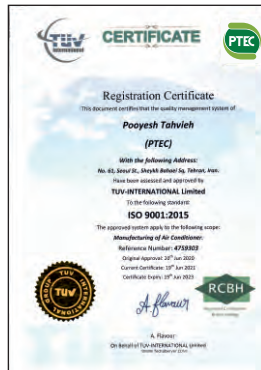 TÜV
CERTIFICATE
PTEC
Registration Certificate
This document certifies that the quality management system of
Pooyesh Tahvieh
(PTEC)
With the following Address:
No. 63, Seoul St., Sheykh Bahaei Sq, Tehran, Iran.
Have been assessed and approved by
TUV-INTERNATIONAL Limited
To the following standard:
ISO 9001:2015
The approved system apply to the following scope:
Manufacturing of Air Conditioner.
Reference Number: 4759303
Original Approval: 20th Jun 2020
Current Certificate: 19th Jun 2021
Certificate Expiry: 19th Jun 2023
TUV
RCBH
A. Flavour
A. Flavour
On Behalf of TUV-INTERNATIONAL Limited